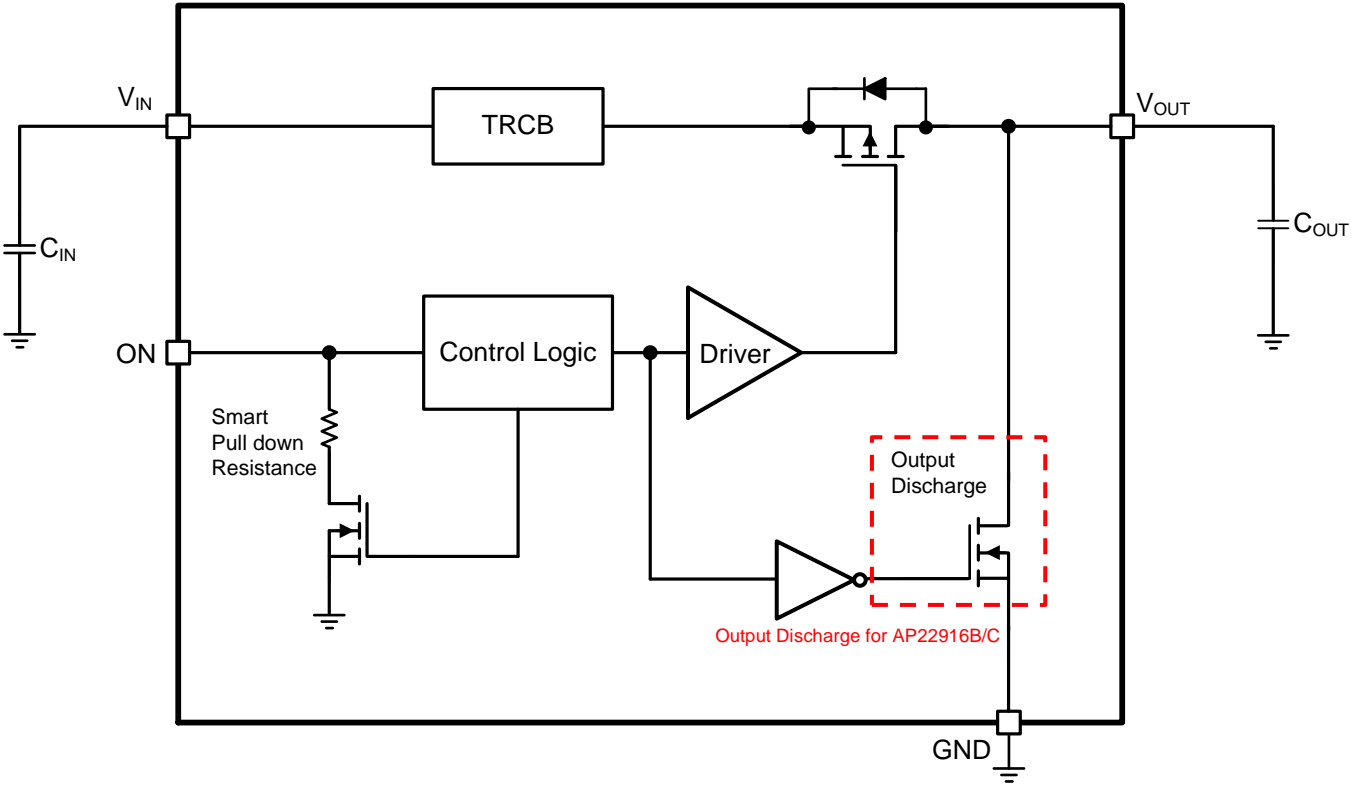 VIN
TRCB
VOUT
CIN
COUT
ON
Control Logic
Driver
Smart
Pull down
Resistance
Output
Discharge
Output Discharge for AP22916B/C
GND